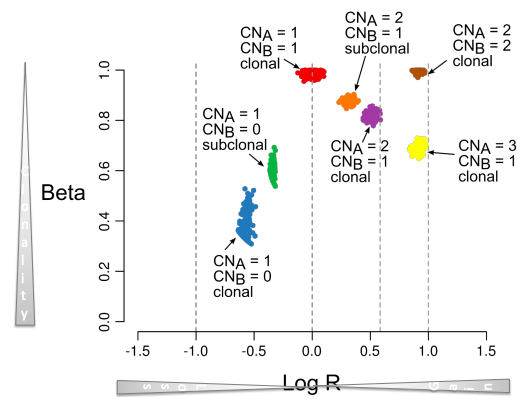 CNA = 1
CNB = 1
clonal
CNA = 2
CNB = 1
subclonal
CNA = 2
CNB = 2
clonal
CNA = 1
CNB = 0
subclonal
CNA = 2
CNB = 1
clonal
CNA = 3
CNB = 1
clonal
CNA = 1
CNB = 0
clonal
Beta
1.0
0.8
0.6
0.4
0.2
0.0
-1.5
-1.0
-0.5
0.0
0.5
1.0
1.5
Log R
Clonality
Loss
Gain